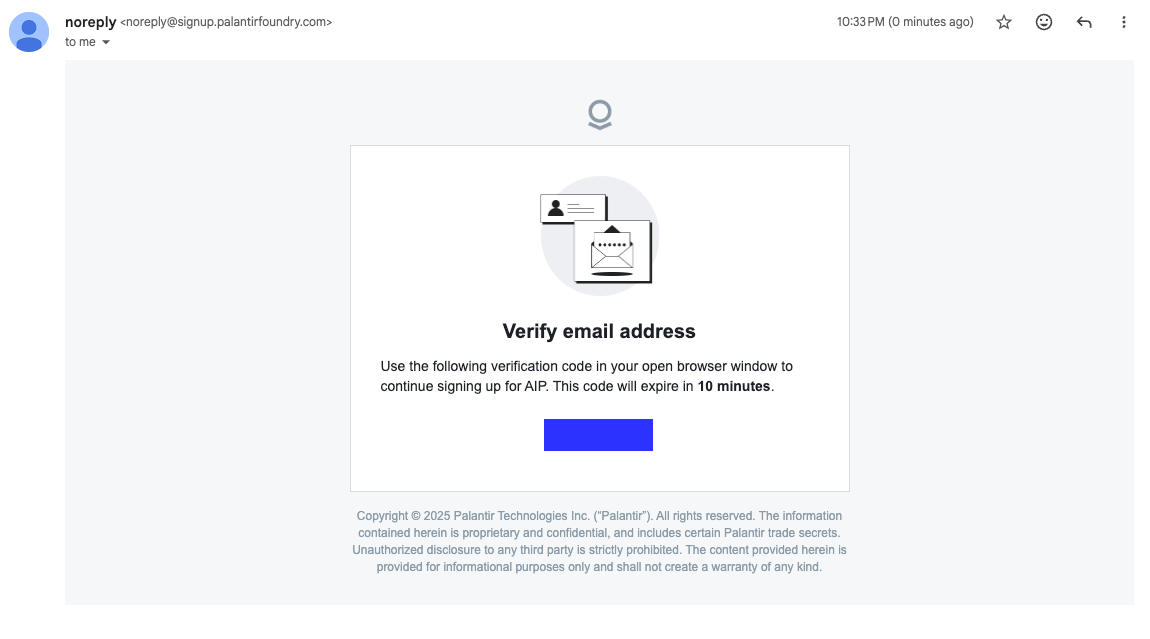 noreply <noreply@signup.palantirfoundry.com>
10:33 PM (0 minutes ago)
to me
Verify email address
Use the following verification code in your open browser window to
continue signing up for AIP. This code will expire in 10 minutes.
Copyright © 2025 Palantir Technologies Inc. (“Palantir”). All rights reserved. The information
contained herein is proprietary and confidential, and includes certain Palantir trade secrets.
Unauthorized disclosure to any third party is strictly prohibited. The content provided herein is
provided for informational purposes only and shall not create a warranty of any kind.